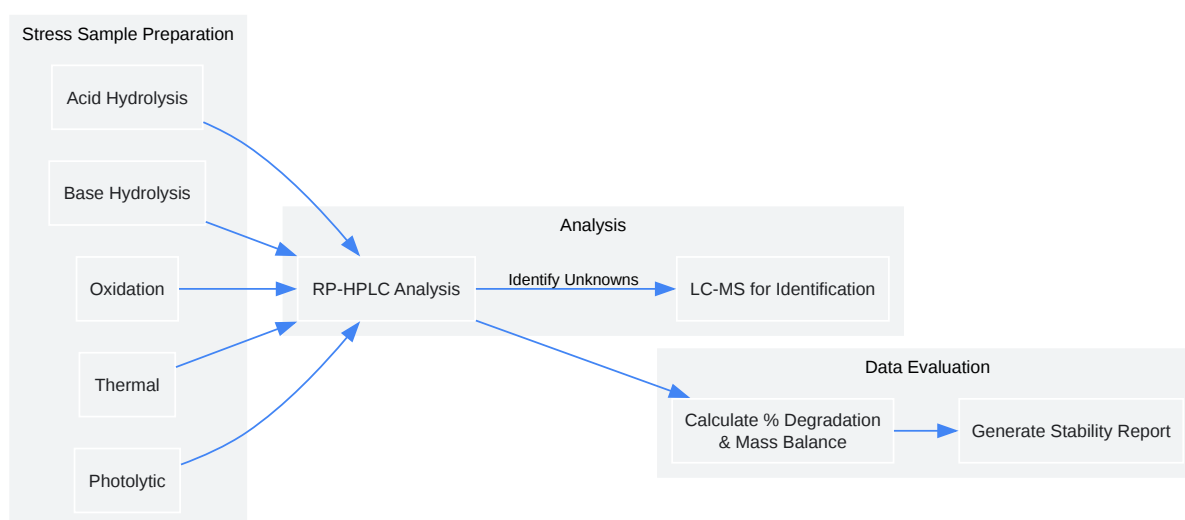 Stress Sample Preparation
Acid Hydrolysis
Base Hydrolysis
Oxidation
Thermal
Photolytic
Analysis
RP-HPLC Analysis
Identify Unknowns
LC-MS for Identification
Data Evaluation
Calculate % Degradation
& Mass Balance
Generate Stability Report